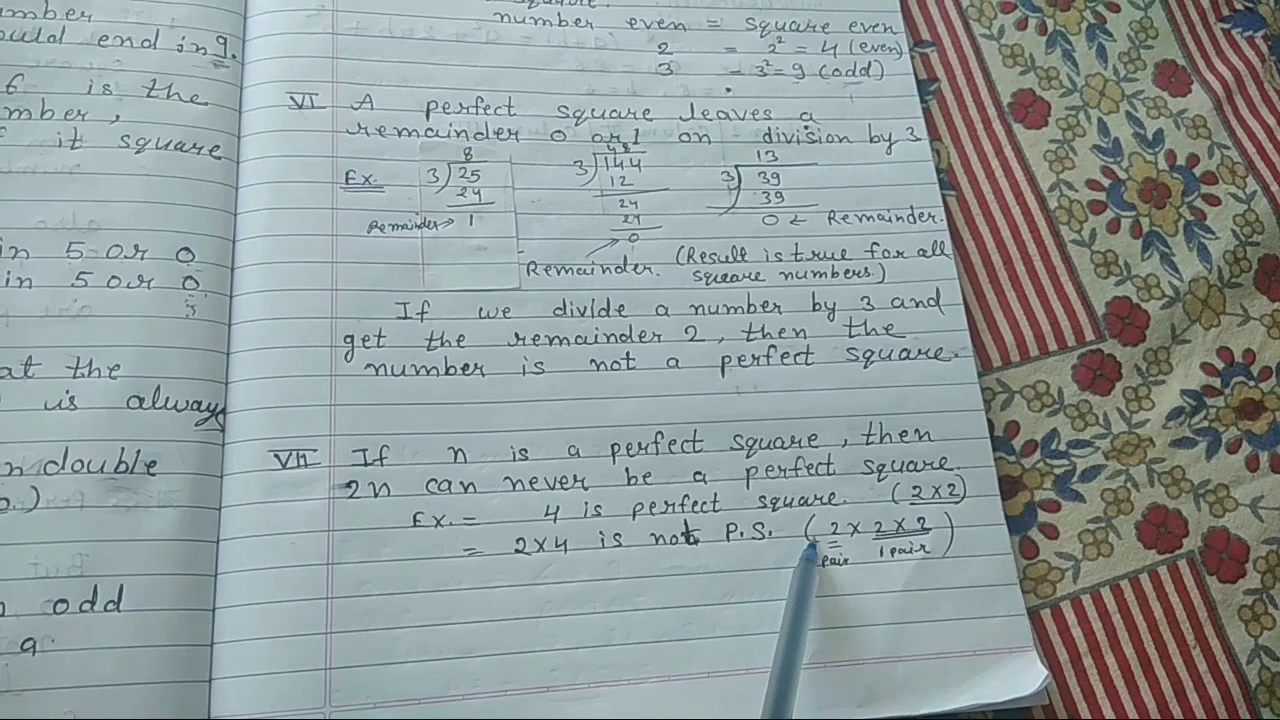 umber
ould end in 9.
6 is the
mber,
it square
in 5 or 0
in 5 or 0
at the
is always
n double
odd
9.
square.
number even = square even
2 = 2² = 4 (even)
3 - 3² = 9 (odd)
VI A perfect square leaves a
remainder 0 or 1 on division by 3
Ex. 3)25 8 24 1
Remainder → 1
3)144 48 12 24 24 0
Remainder.
3)39 13 39 0 ← Remainder.
(Result is true for all
square numbers.)
If we divide a number by 3 and
get the remainder 2, then the
number is not a perfect square.
VII If n is a perfect square, then
2n can never be a perfect square.
Ex. = 4 is perfect square. (2×2)
= 2×4 is not P.S. (2 × 2 × 2)
pair 1 pair